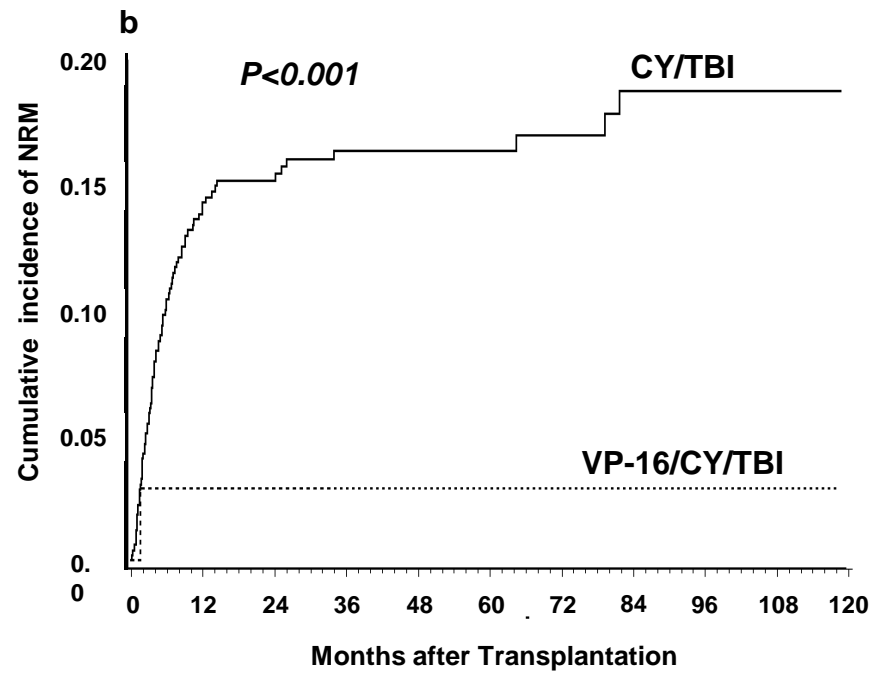 b
P<0.001
CY/TBI
VP-16/CY/TBI
Cumulative incidence of NRM
0.20
0.15
0.10
0.05
0.
0
0 12 24 36 48 60 72 84 96 108 120
Months after Transplantation